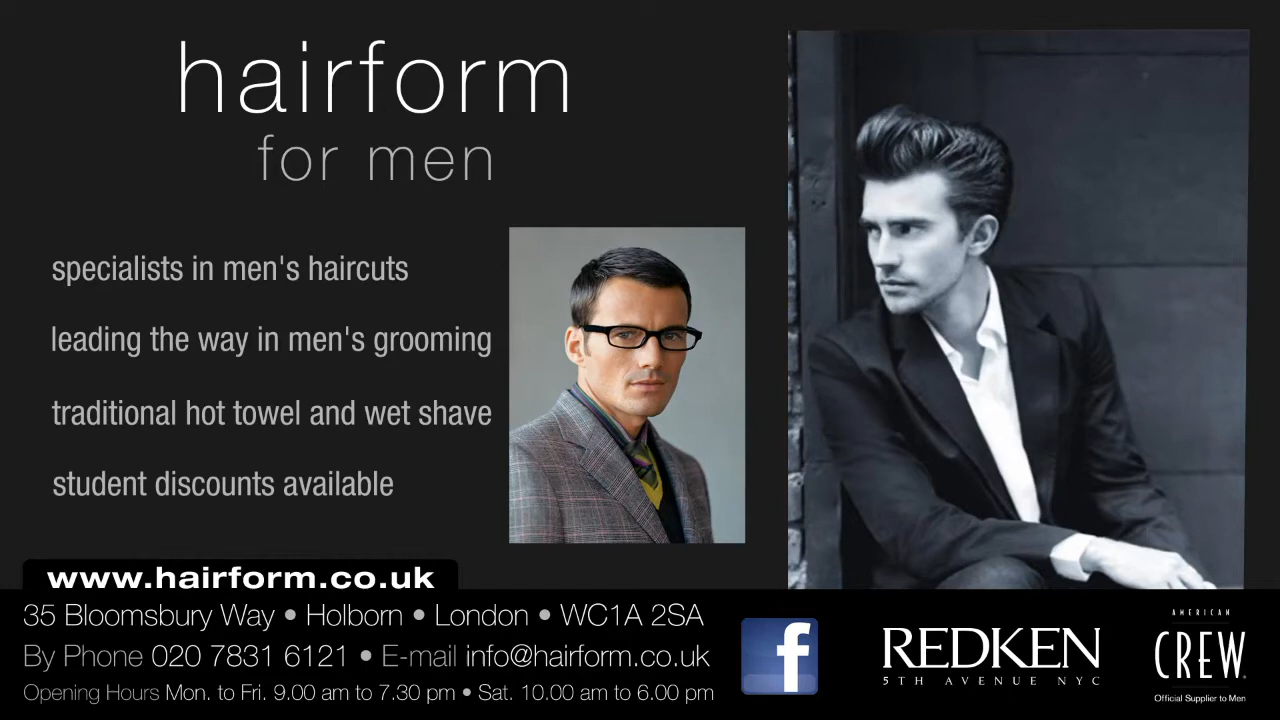 hairform
for men
specialists in men's haircuts
leading the way in men's grooming
traditional hot towel and wet shave
student discounts available
www.hairform.co.uk
35 Bloomsbury Way • Holborn • London • WC1A 2SA
By Phone 020 7831 6121 • E-mail info@hairform.co.uk
Opening Hours Mon. to Fri. 9.00 am to 7.30 pm • Sat. 10.00 am to 6.00 pm
f
REDKEN
5TH AVENUE NYC
AMERICAN
CREW
Official Supplier to Men